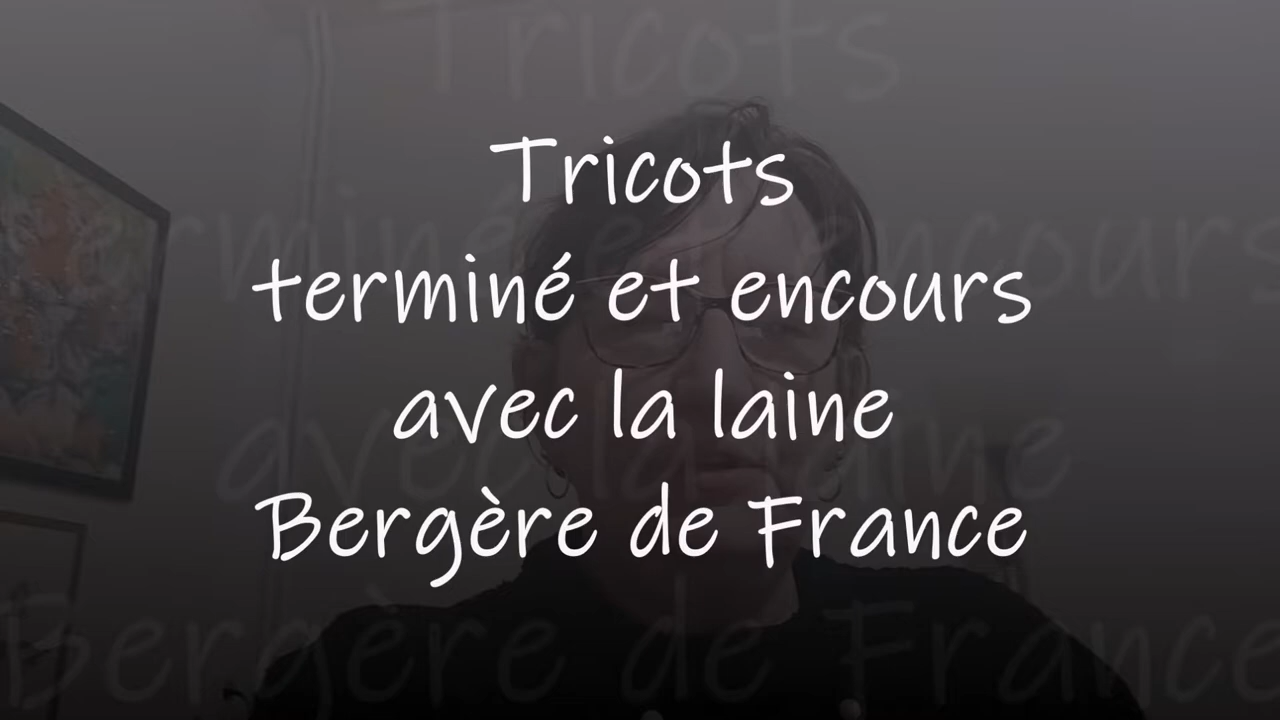 Tricots
terminé et encours
avec la laine
Bergère de France